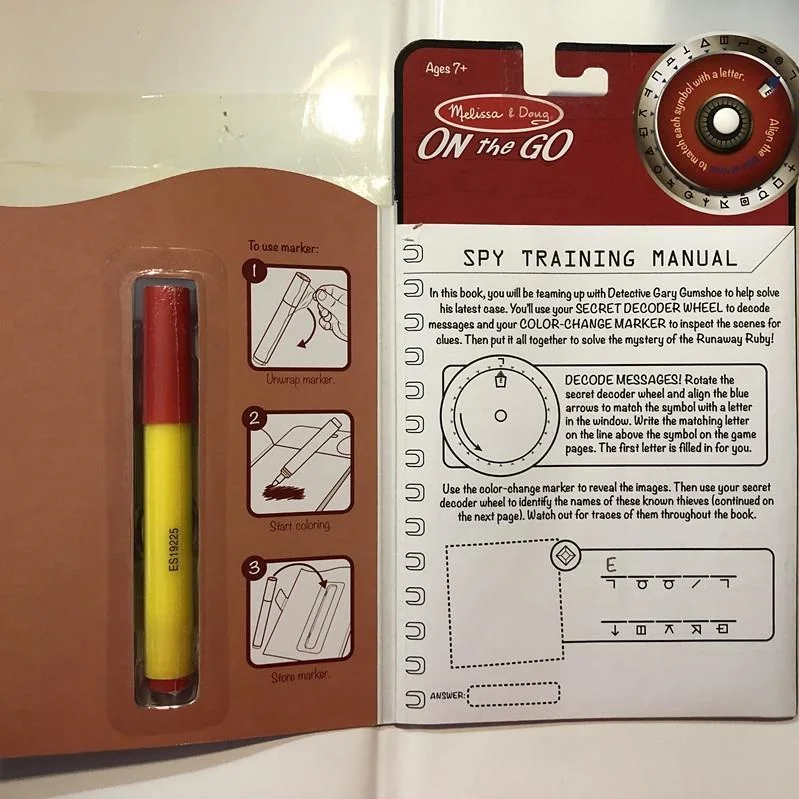 To use marker:
1
Unwrap marker.
2
Start coloring.
3
Store marker.
ES19225
Ages 7+
Melissa & Doug
ON the GO
Align the
to match each symbol with a letter.
SPY TRAINING MANUAL
In this book, you will be teaming up with Detective Gary Gumshoe to help solve
his latest case. You'll use your SECRET DECODER WHEEL to decode
messages and your COLOR-CHANGE MARKER to inspect the scenes for
clues. Then put it all together to solve the mystery of the Runaway Ruby!
DECODE MESSAGES! Rotate the
secret decoder wheel and align the blue
arrows to match the symbol with a letter
in the window. Write the matching letter
on the line above the symbol on the game
pages. The first letter is filled in for you.
Use the color-change marker to reveal the images. Then use your secret
decoder wheel to identify the names of these known thieves (continued on
the next page). Watch out for traces of them throughout the book.
E
ANSWER: